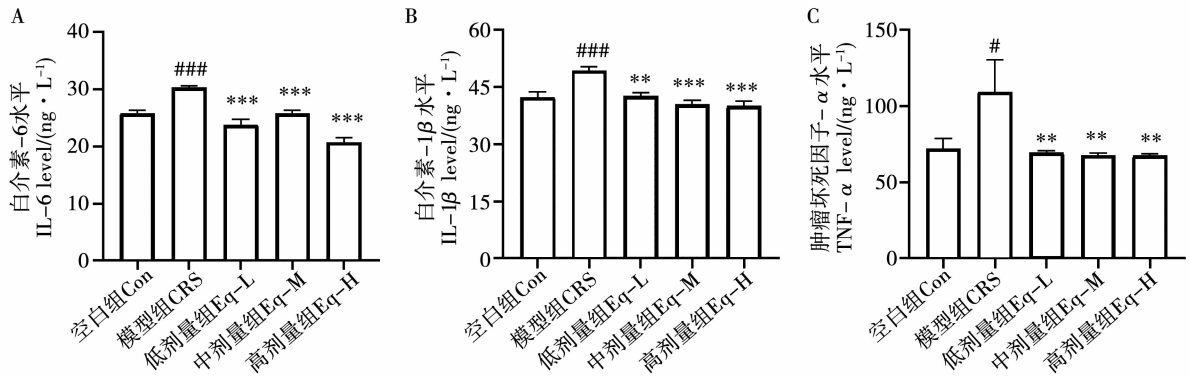 A
白介素-6水平
IL-6 level/(ng·L⁻¹)
40
30
20
10
0
###
***
***
***
空白组Con
模型组CRS
低剂量组Eq-L
中剂量组Eq-M
高剂量组Eq-H
B
白介素-1β水平
IL-1β level/(ng·L⁻¹)
60
45
30
15
0
###
**
***
***
空白组Con
模型组CRS
低剂量组Eq-L
中剂量组Eq-M
高剂量组Eq-H
C
肿瘤坏死因子-α水平
TNF-α level/(ng·L⁻¹)
150
100
50
0
#
**
**
**
空白组Con
模型组CRS
低剂量组Eq-L
中剂量组Eq-M
高剂量组Eq-H